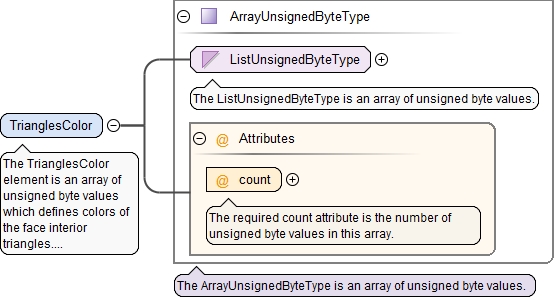 ArrayUnsignedByteType
ListUnsignedByteType
The ListUnsignedByteType is an array of unsigned byte values.
TrianglesColor
The TrianglesColor
element is an array of
unsigned byte values
which defines colors of
the face interior
triangles....
@ Attributes
@ count
The required count attribute is the number of
unsigned byte values in this array.
The ArrayUnsignedByteType is an array of unsigned byte values.